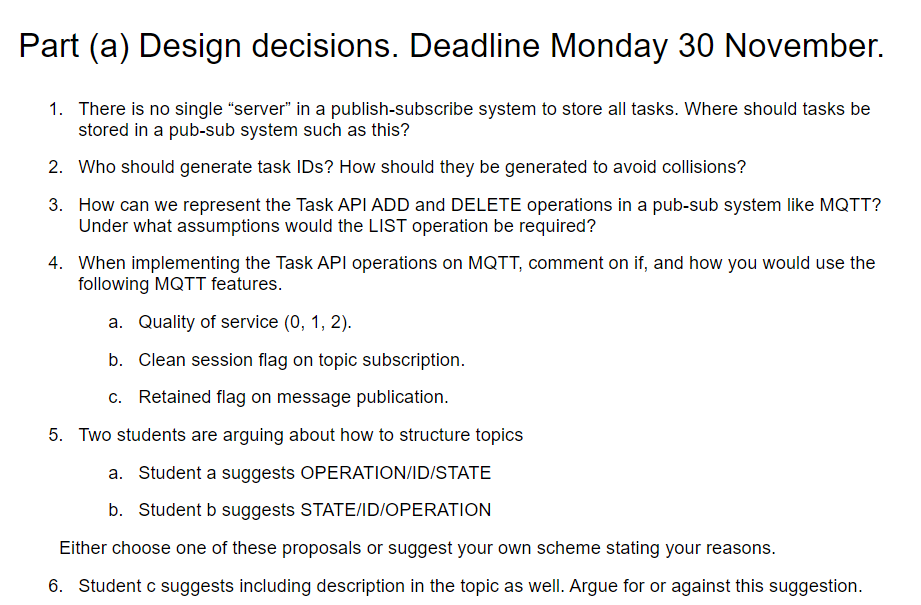 Part (a) Design decisions. Deadline Monday 30 November.
1. There is no single “server” in a publish-subscribe system to store all tasks. Where should tasks be
stored in a pub-sub system such as this?
2. Who should generate task IDs? How should they be generated to avoid collisions?
3. How can we represent the Task API ADD and DELETE operations in a pub-sub system like MQTT?
Under what assumptions would the LIST operation be required?
4. When implementing the Task API operations on MQTT, comment on if, and how you would use the
following MQTT features.
a. Quality of service (0, 1, 2).
b. Clean session flag on topic subscription.
c. Retained flag on message publication.
5. Two students are arguing about how to structure topics
a. Student a suggests OPERATION/ID/STATE
b. Student b suggests STATE/ID/OPERATION
Either choose one of these proposals or suggest your own scheme stating your reasons.
6. Student c suggests including description in the topic as well. Argue for or against this suggestion.